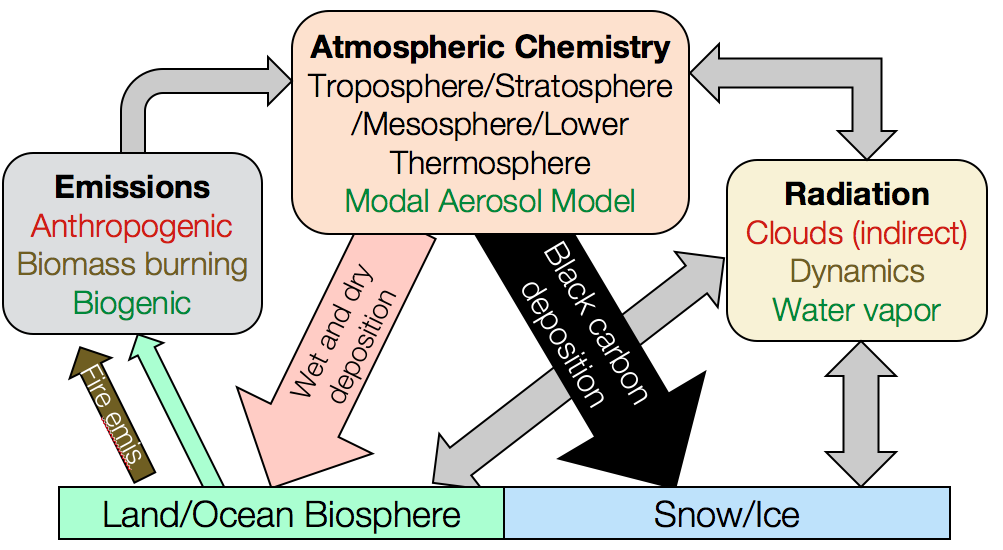 Atmospheric Chemistry
Troposphere/Stratosphere
/Mesosphere/Lower
Thermosphere
Modal Aerosol Model
Emissions
Anthropogenic
Biomass burning
Biogenic
Radiation
Clouds (indirect)
Dynamics
Water vapor
Wet and dry
deposition
Black carbon
deposition
Fire emis.
Land/Ocean Biosphere
Snow/Ice